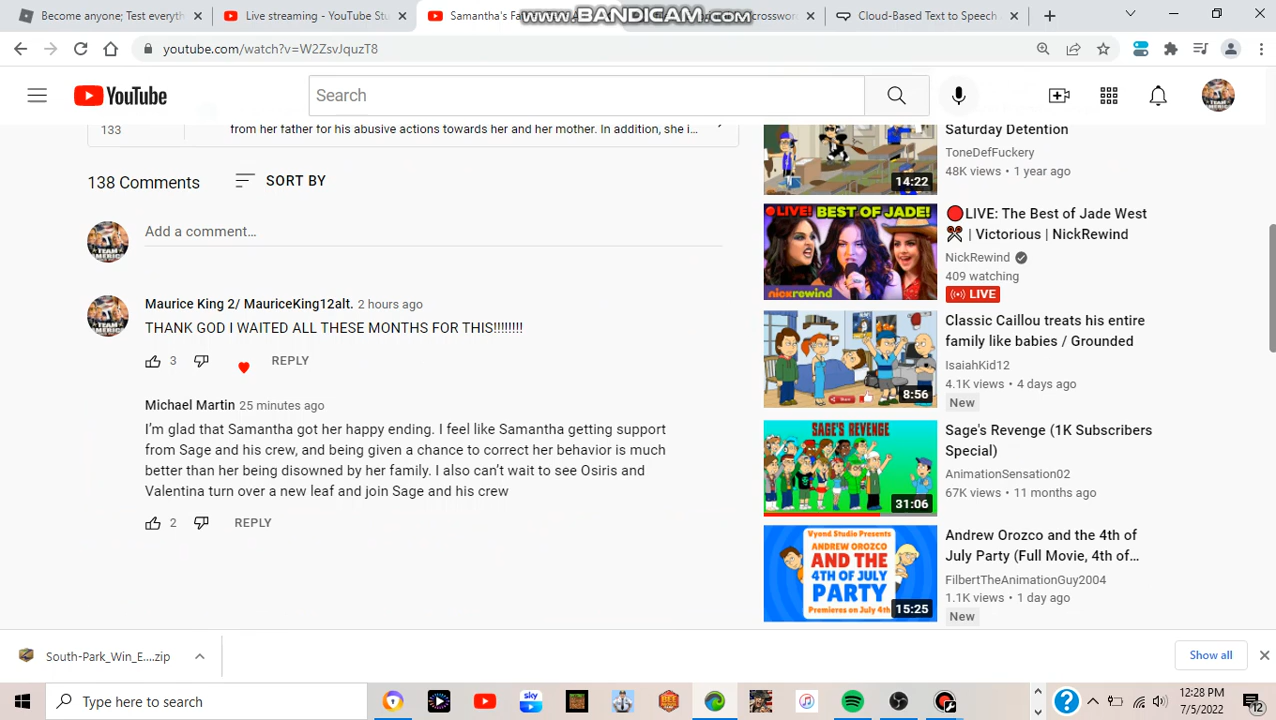 Become anyone: Test everyth
Live streaming - YouTube Stu
Samantha's Fa
www.BANDICAM.com
crosswor
Cloud-Based Text to Speech
youtube.com/watch?v=W2ZsvJquzT8
YouTube
Search
133
from her father for his abusive actions towards her and her mother. In addition, she i...
138 Comments
SORT BY
Add a comment...
Maurice King 2/ MauriceKing12alt. 2 hours ago
THANK GOD I WAITED ALL THESE MONTHS FOR THIS!!!!!!!!
3
REPLY
Michael Martin 25 minutes ago
I'm glad that Samantha got her happy ending. I feel like Samantha getting support
from Sage and his crew, and being given a chance to correct her behavior is much
better than her being disowned by her family. I also can't wait to see Osiris and
Valentina turn over a new leaf and join Sage and his crew
2
REPLY
14:22
Saturday Detention
ToneDefFuckery
48K views • 1 year ago
LIVE! BEST OF JADE!
nickrewind
LIVE: The Best of Jade West
| Victorious | NickRewind
NickRewind
409 watching
LIVE
8:56
Classic Caillou treats his entire
family like babies / Grounded
IsaiahKid12
4.1K views • 4 days ago
New
SAGE'S REVENGE
31:06
Sage's Revenge (1K Subscribers
Special)
AnimationSensation02
67K views • 11 months ago
Vyond Studio Presents
ANDREW OROZCO
AND THE
4TH OF JULY
PARTY
Premieres on July 4th
15:25
Andrew Orozco and the 4th of
July Party (Full Movie, 4th of...
FilbertTheAnimationGuy2004
1.1K views • 1 day ago
New
South-Park_Win_E....zip
Show all
Type here to search
sky
12:28 PM
7/5/2022
12